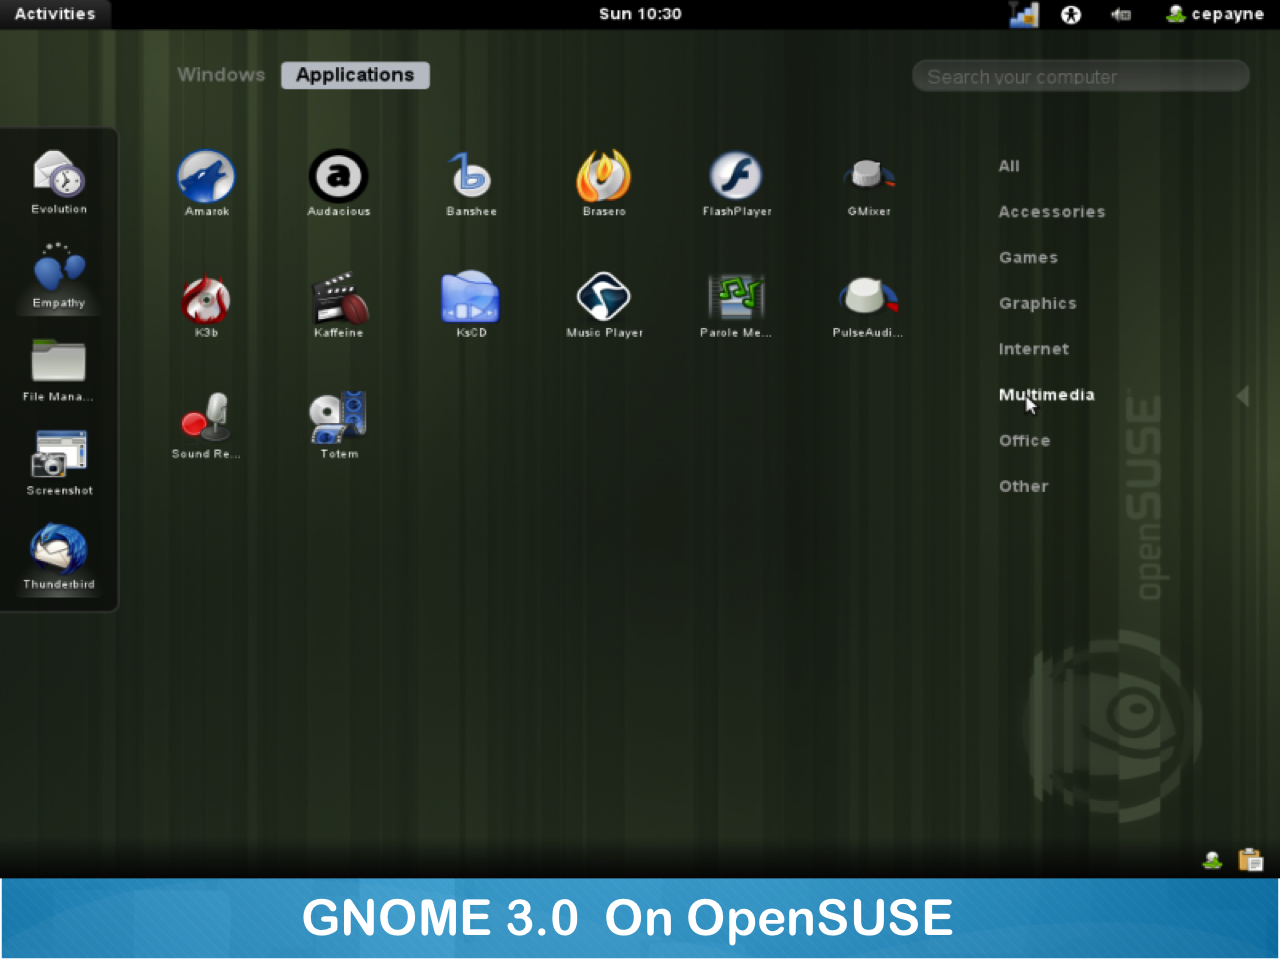 Activities
Sun 10:30
cepayne
Windows
Applications
Search your computer
Evolution
Empathy
File Mana...
Screenshot
Thunderbird
Amarok
Audacious
Banshee
Brasero
FlashPlayer
GMixer
K3b
Kaffeine
KsCD
Music Player
Parole Me...
PulseAudi...
Sound Re...
Totem
All
Accessories
Games
Graphics
Internet
Multimedia
Office
Other
openSUSE
GNOME 3.0 On OpenSUSE